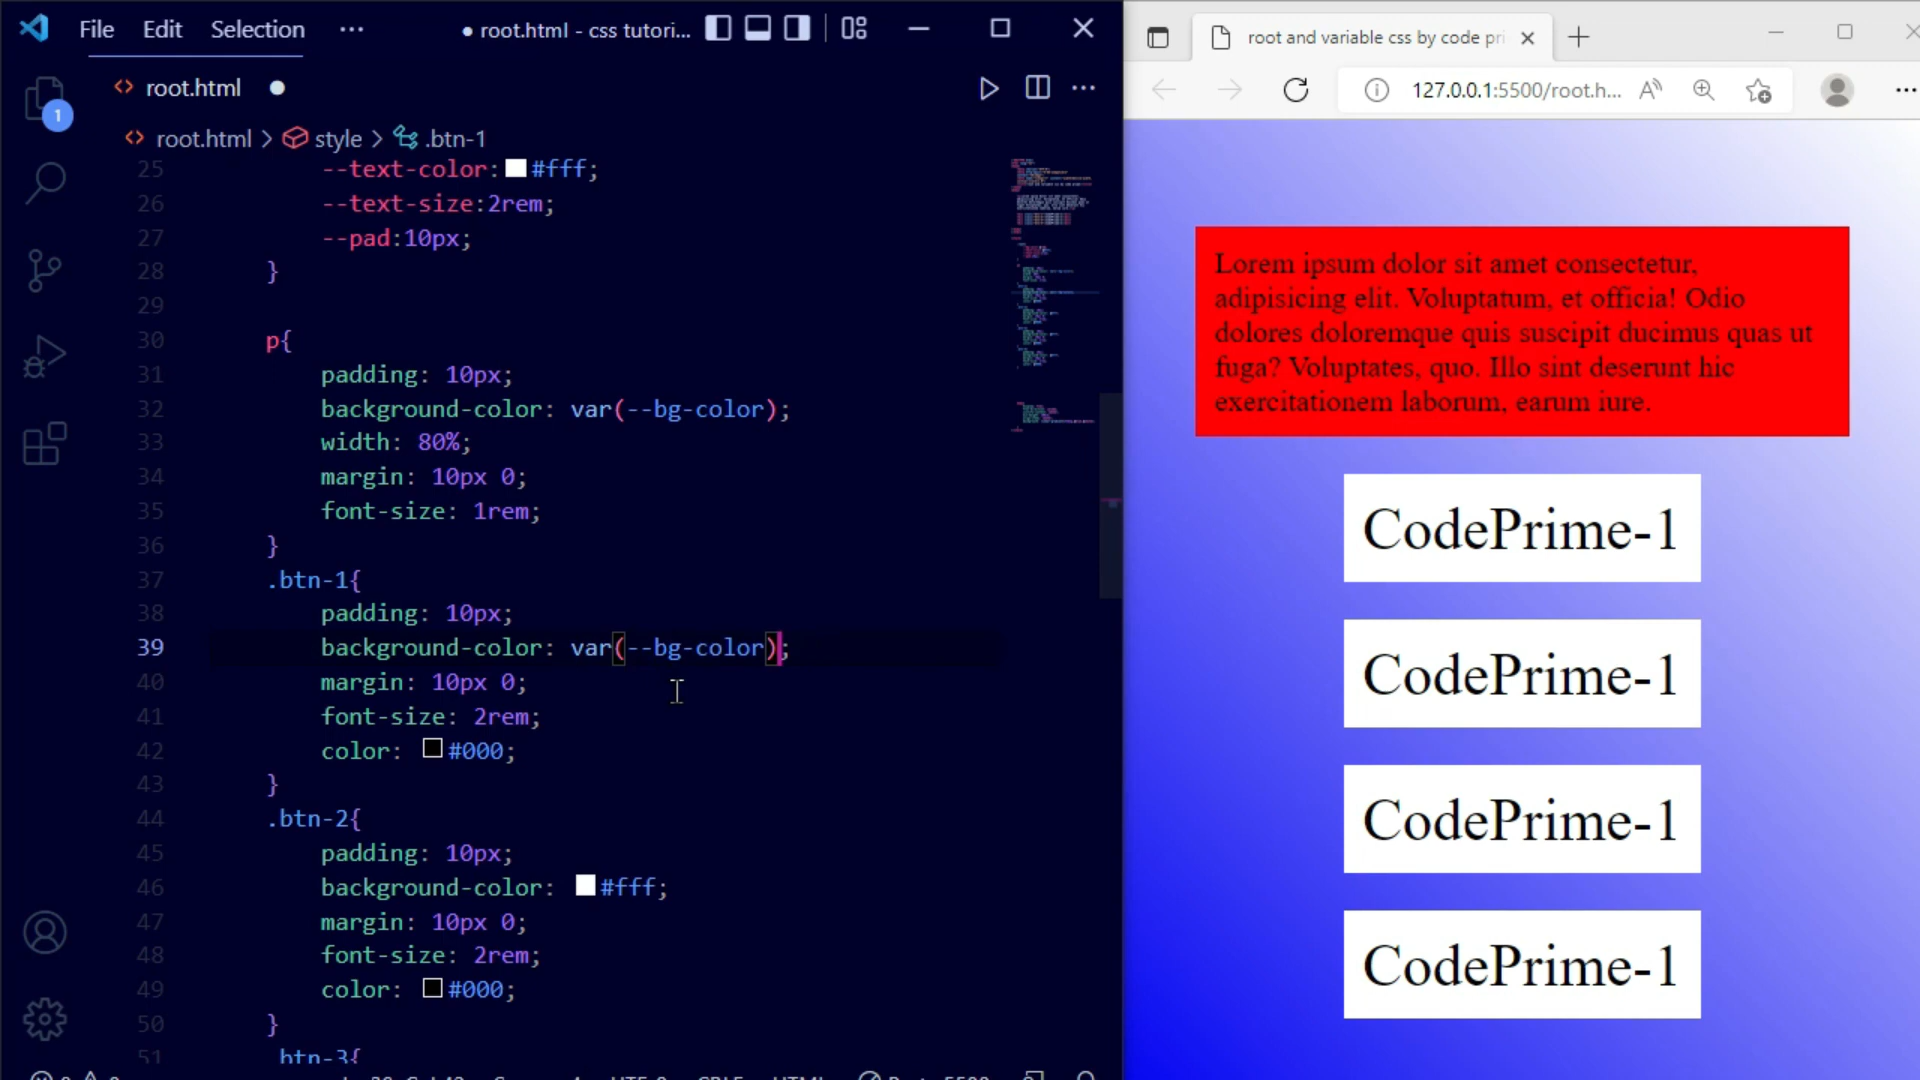 File Edit Selection ··· ● root.html - css tutori...
root.html ●
1
root.html > style > .btn-1
25 --text-color: #fff;
26 --text-size:2rem;
27 --pad:10px;
28 }
29
30 p{
31 padding: 10px;
32 background-color: var(--bg-color);
33 width: 80%;
34 margin: 10px 0;
35 font-size: 1rem;
36 }
37 .btn-1{
38 padding: 10px;
39 background-color: var(--bg-color);
40 margin: 10px 0;
41 font-size: 2rem;
42 color: #000;
43 }
44 .btn-2{
45 padding: 10px;
46 background-color: #fff;
47 margin: 10px 0;
48 font-size: 2rem;
49 color: #000;
50 }
51 .btn-3{
root and variable css by code pri
127.0.0.1:5500/root.h...
Lorem ipsum dolor sit amet consectetur,
adipisicing elit. Voluptatum, et officia! Odio
dolores doloremque quis suscipit ducimus quas ut
fuga? Voluptates, quo. Illo sint deserunt hic
exercitationem laborum, earum iure.
CodePrime-1
CodePrime-1
CodePrime-1
CodePrime-1